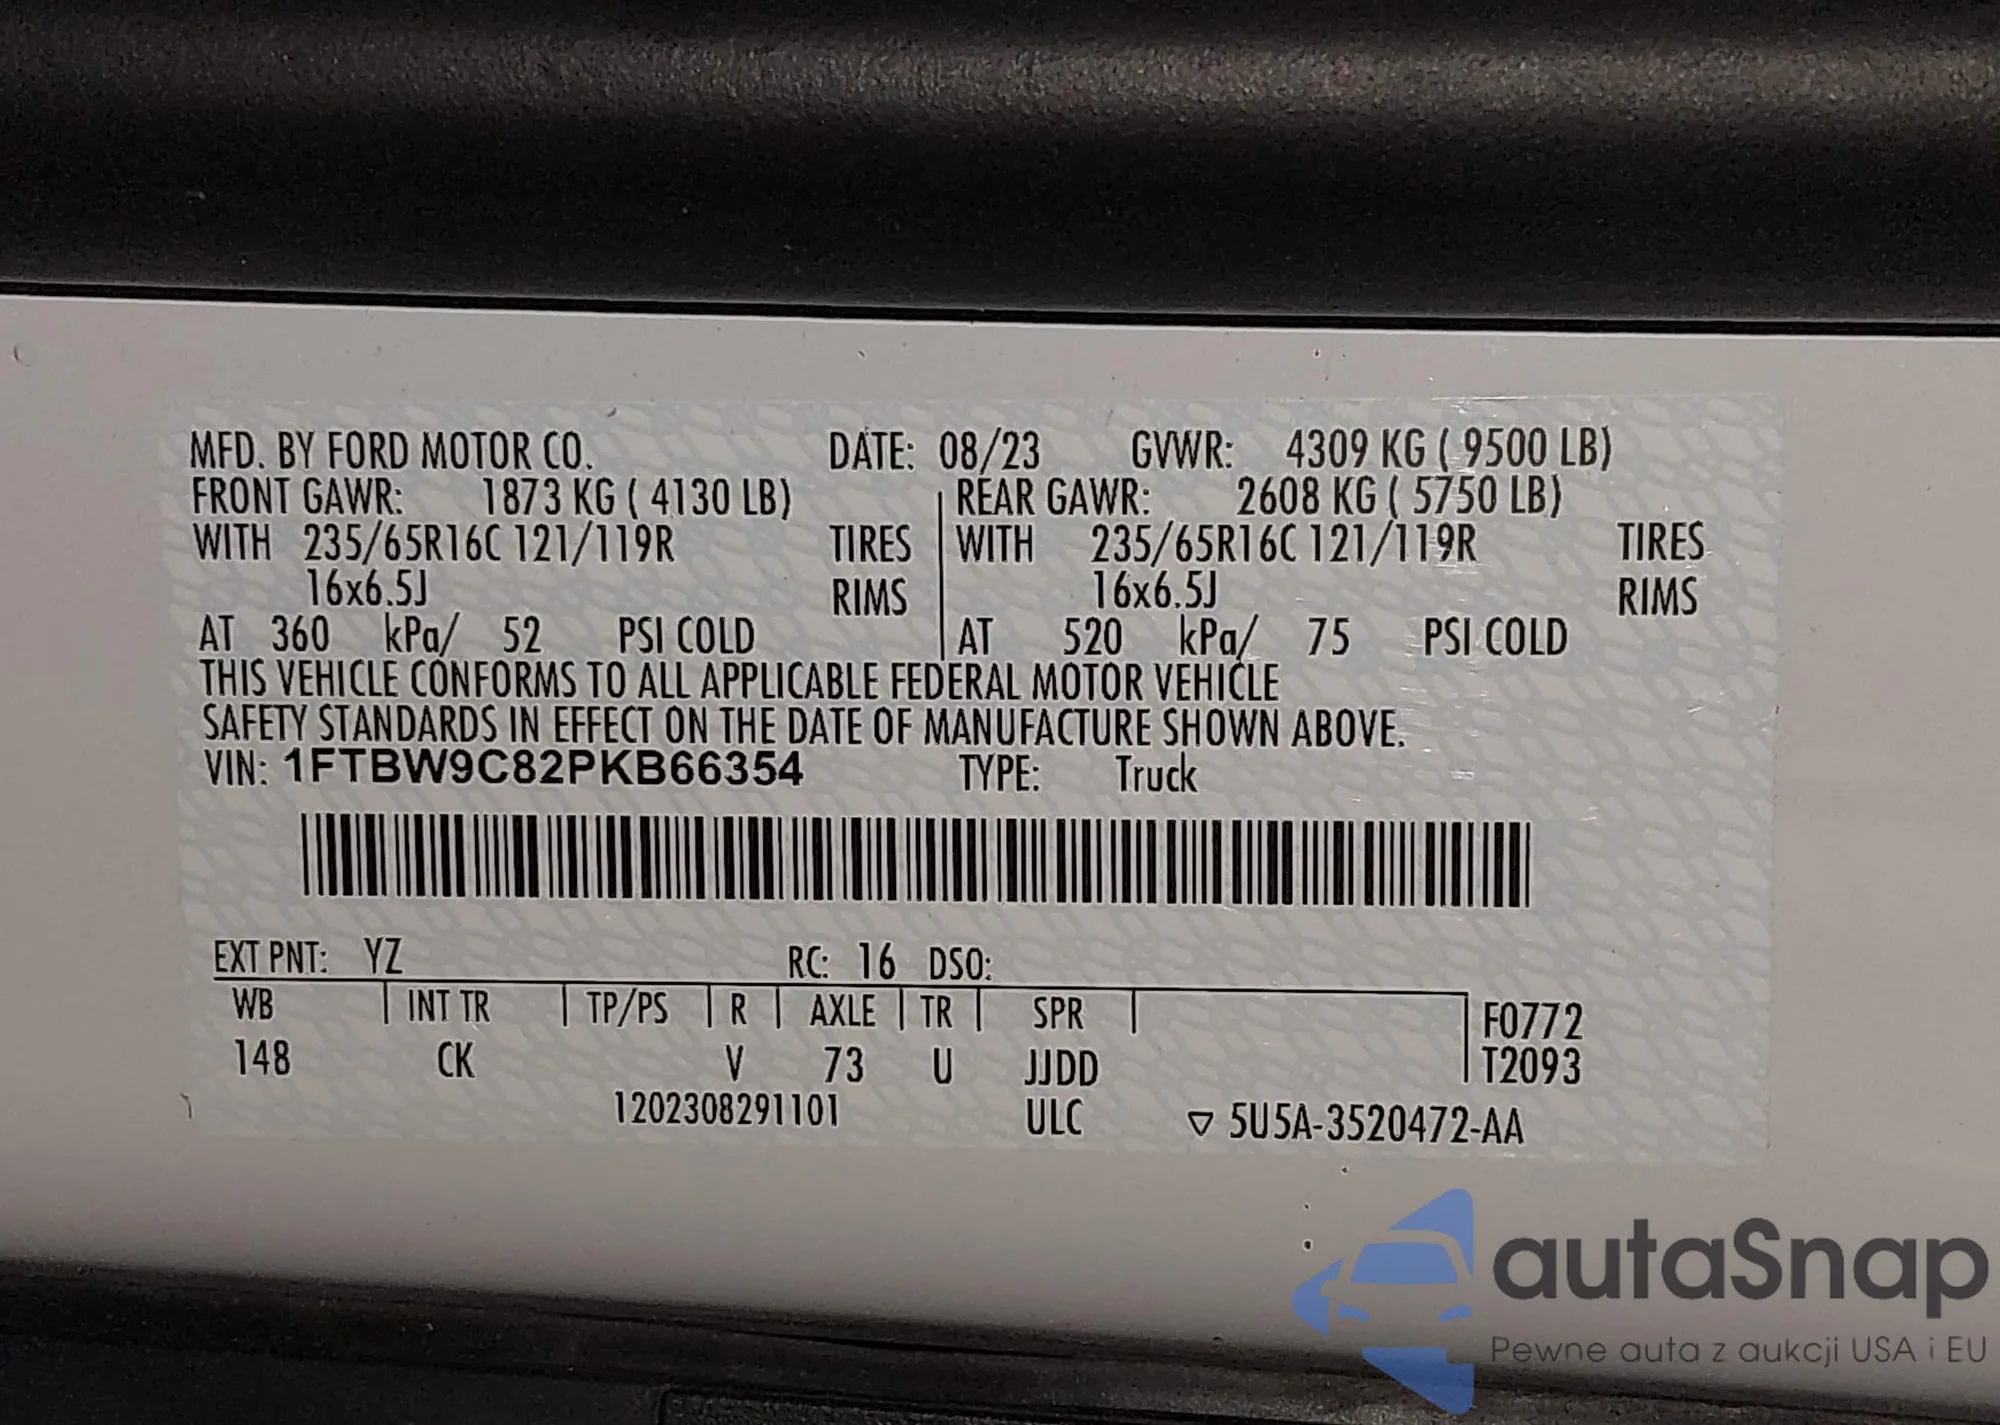 MFD. BY FORD MOTOR CO. DATE: 08/23 GVWR: 4309 KG ( 9500 LB)
FRONT GAWR: 1873 KG ( 4130 LB) REAR GAWR: 2608 KG ( 5750 LB)
WITH 235/65R16C 121/119R TIRES WITH 235/65R16C 121/119R TIRES
16x6.5J RIMS 16x6.5J RIMS
AT 360 kPa/ 52 PSI COLD AT 520 kPa/ 75 PSI COLD
THIS VEHICLE CONFORMS TO ALL APPLICABLE FEDERAL MOTOR VEHICLE
SAFETY STANDARDS IN EFFECT ON THE DATE OF MANUFACTURE SHOWN ABOVE.
VIN: 1FTBW9C82PKB66354 TYPE: Truck
EXT PNT: YZ RC: 16 DSO:
WB INT TR TP/PS R AXLE TR SPR F0772
148 CK V 73 U JJDD T2093
1202308291101 ULC ▽ 5U5A-3520472-AA
autaSnap
Pewne auta z aukcji USA i EU